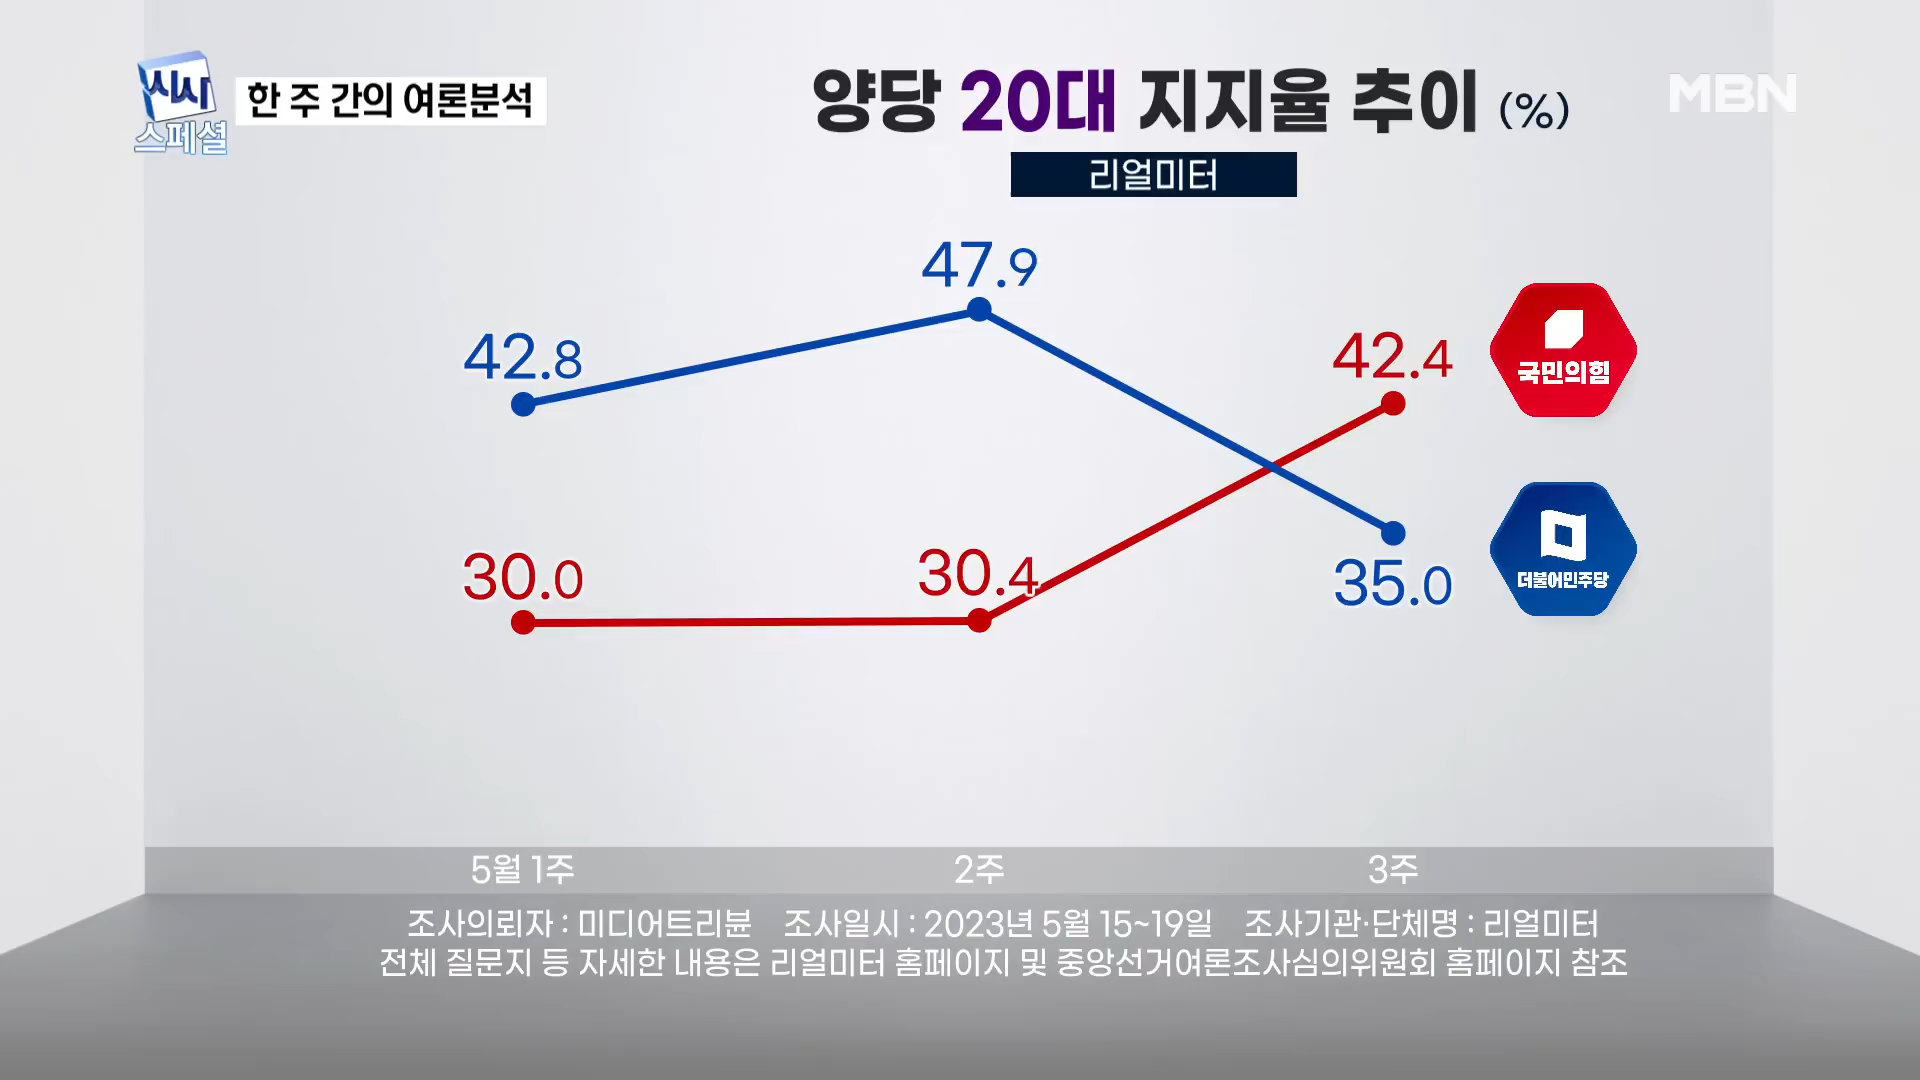 시사
스페셜
한 주 간의 여론분석
양당 20대 지지율 추이 (%)
MBN
리얼미터
47.9
42.8
42.4
국민의힘
30.0
30.4
35.0
더불어민주당
5월 1주
2주
3주
조사의뢰자 : 미디어트리뷴 조사일시 : 2023년 5월 15~19일 조사기관·단체명 : 리얼미터
전체 질문지 등 자세한 내용은 리얼미터 홈페이지 및 중앙선거여론조사심의위원회 홈페이지 참조